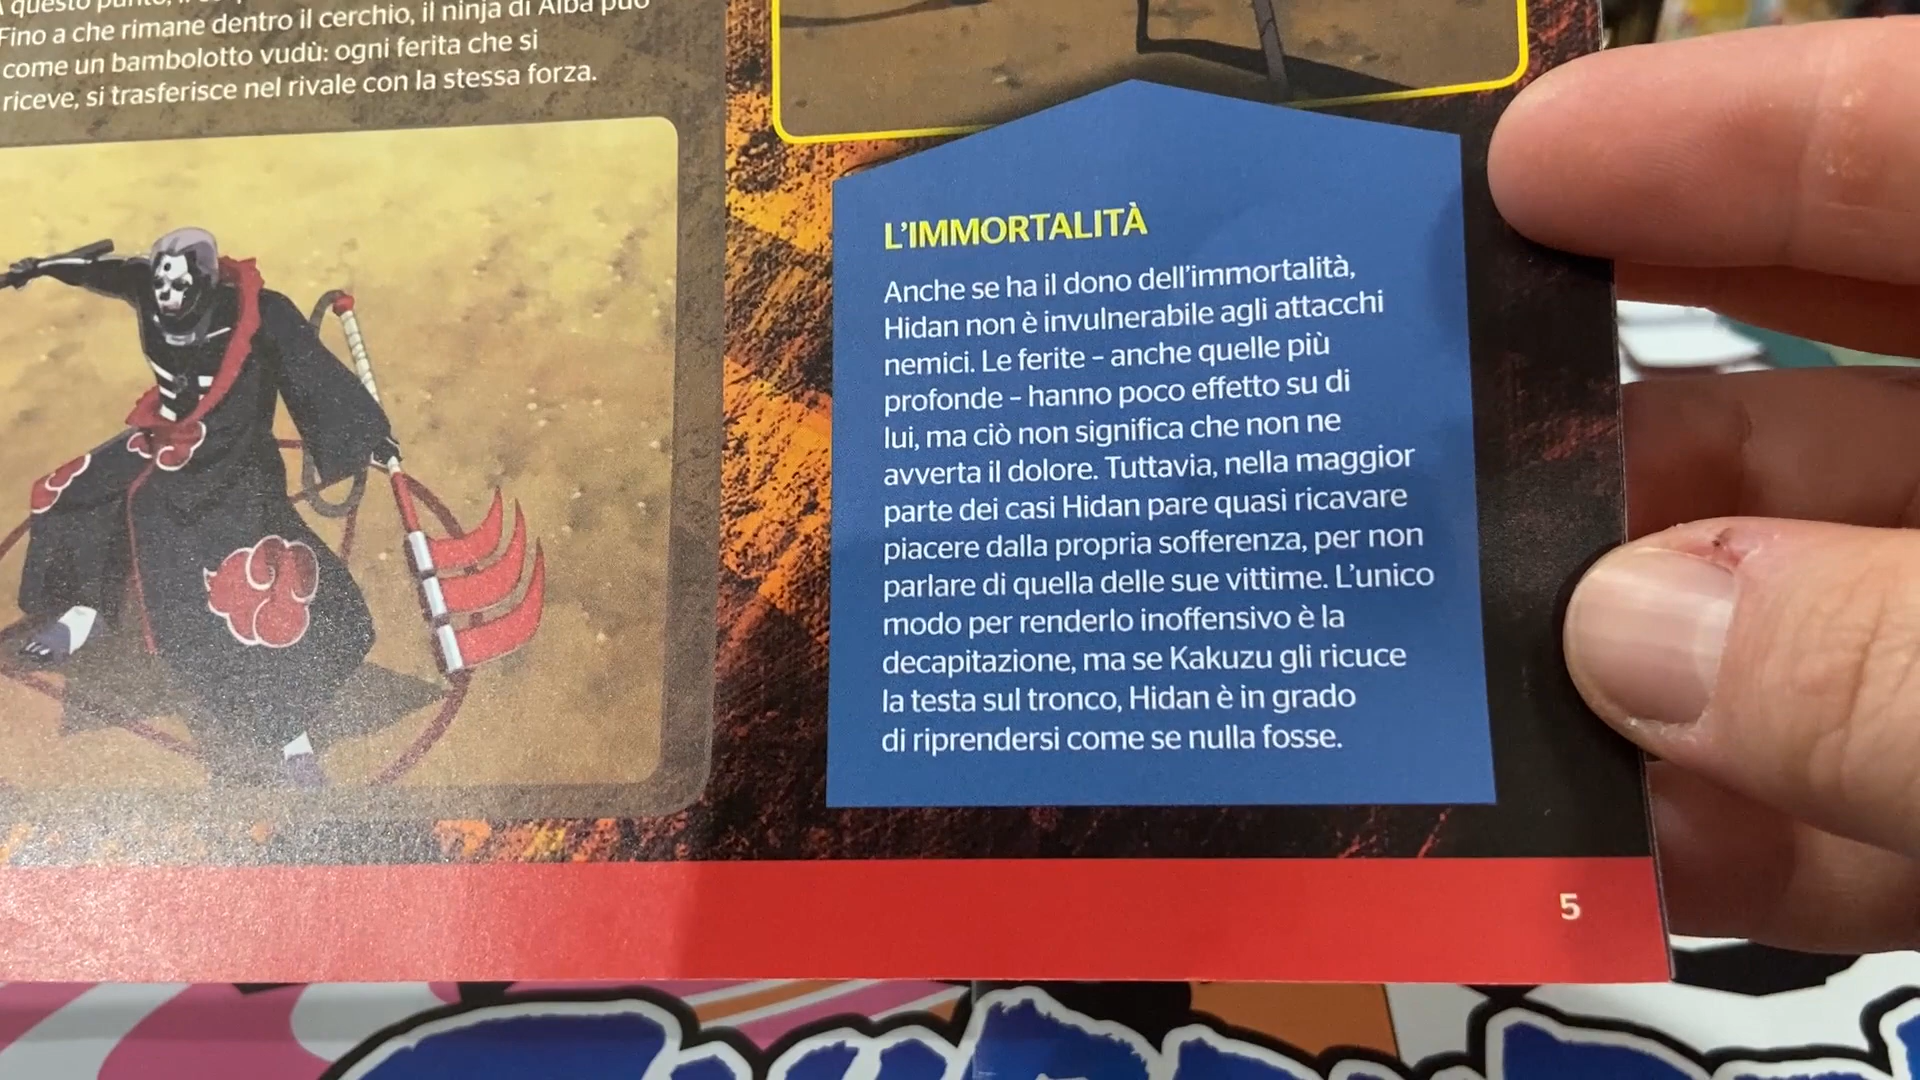 questo punto, il
Fino a che rimane dentro il cerchio, il ninja di Alba può
come un bambolotto vudù: ogni ferita che si
riceve, si trasferisce nel rivale con la stessa forza.
L'IMMORTALITÀ
Anche se ha il dono dell'immortalità,
Hidan non è invulnerabile agli attacchi
nemici. Le ferite – anche quelle più
profonde – hanno poco effetto su di
lui, ma ciò non significa che non ne
avverta il dolore. Tuttavia, nella maggior
parte dei casi Hidan pare quasi ricavare
piacere dalla propria sofferenza, per non
parlare di quella delle sue vittime. L'unico
modo per renderlo inoffensivo è la
decapitazione, ma se Kakuzu gli ricuce
la testa sul tronco, Hidan è in grado
di riprendersi come se nulla fosse.
5